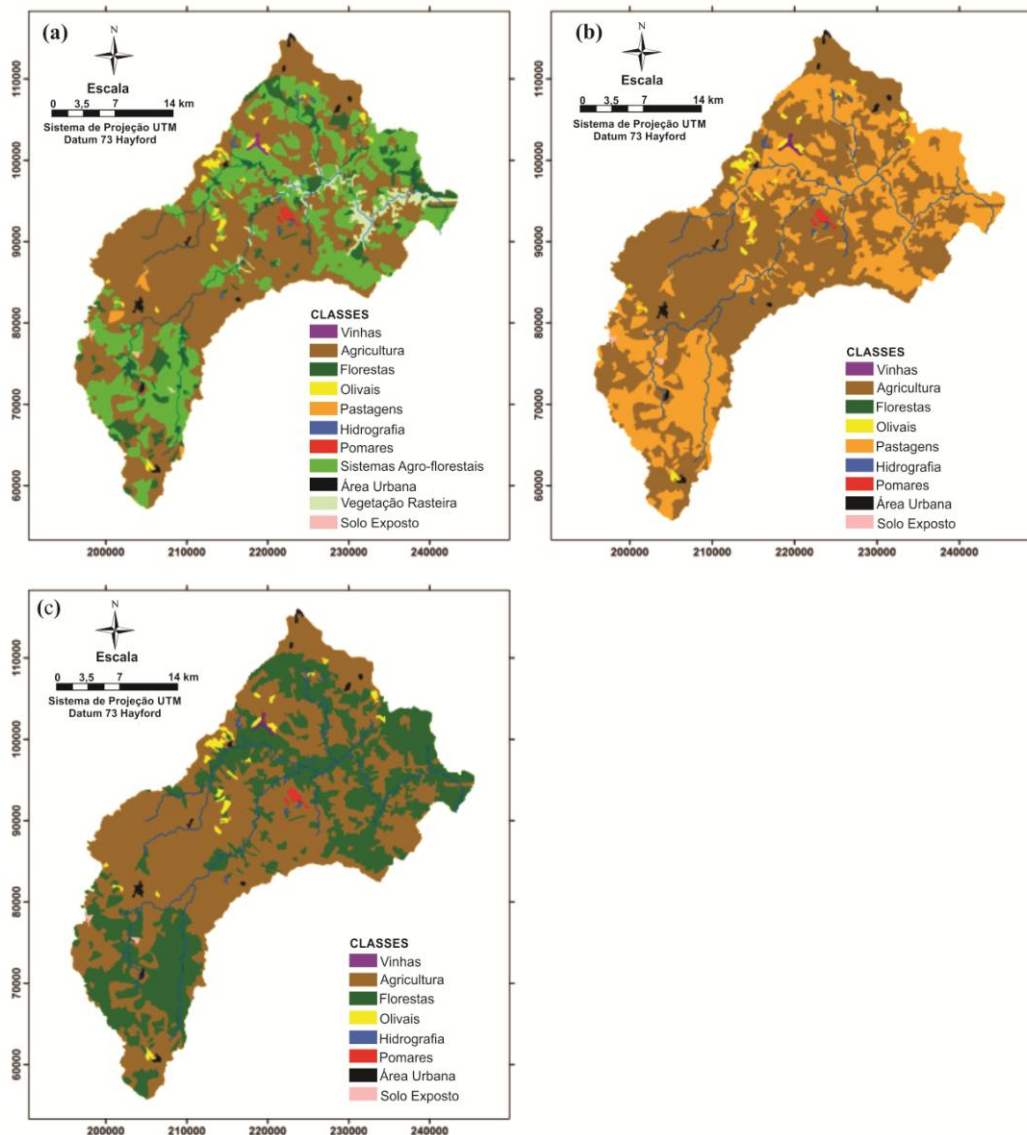 (a)
N
Escala
0 3,5 7 14 km
Sistema de Projeção UTM
Datum 73 Hayford
110000
100000
90000
80000
70000
60000
CLASSES
Vinhas
Agricultura
Florestas
Olivais
Pastagens
Hidrografia
Pomares
Sistemas Agro-florestais
Área Urbana
Vegetação Rasteira
Solo Exposto
200000 210000 220000 230000 240000
(b)
N
Escala
0 3,5 7 14 km
Sistema de Projeção UTM
Datum 73 Hayford
110000
100000
90000
80000
70000
60000
CLASSES
Vinhas
Agricultura
Florestas
Olivais
Pastagens
Hidrografia
Pomares
Área Urbana
Solo Exposto
200000 210000 220000 230000 240000
(c)
N
Escala
0 3,5 7 14 km
Sistema de Projeção UTM
Datum 73 Hayford
110000
100000
90000
80000
70000
60000
CLASSES
Vinhas
Agricultura
Florestas
Olivais
Hidrografia
Pomares
Área Urbana
Solo Exposto
200000 210000 220000 230000 240000